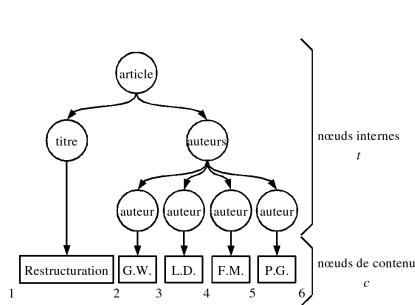 article
nœuds internes
t
titre
auteurs
auteur auteur auteur auteur
nœuds de contenu
c
Restructuration G.W. L.D. F.M. P.G.
1 2 3 4 5 6